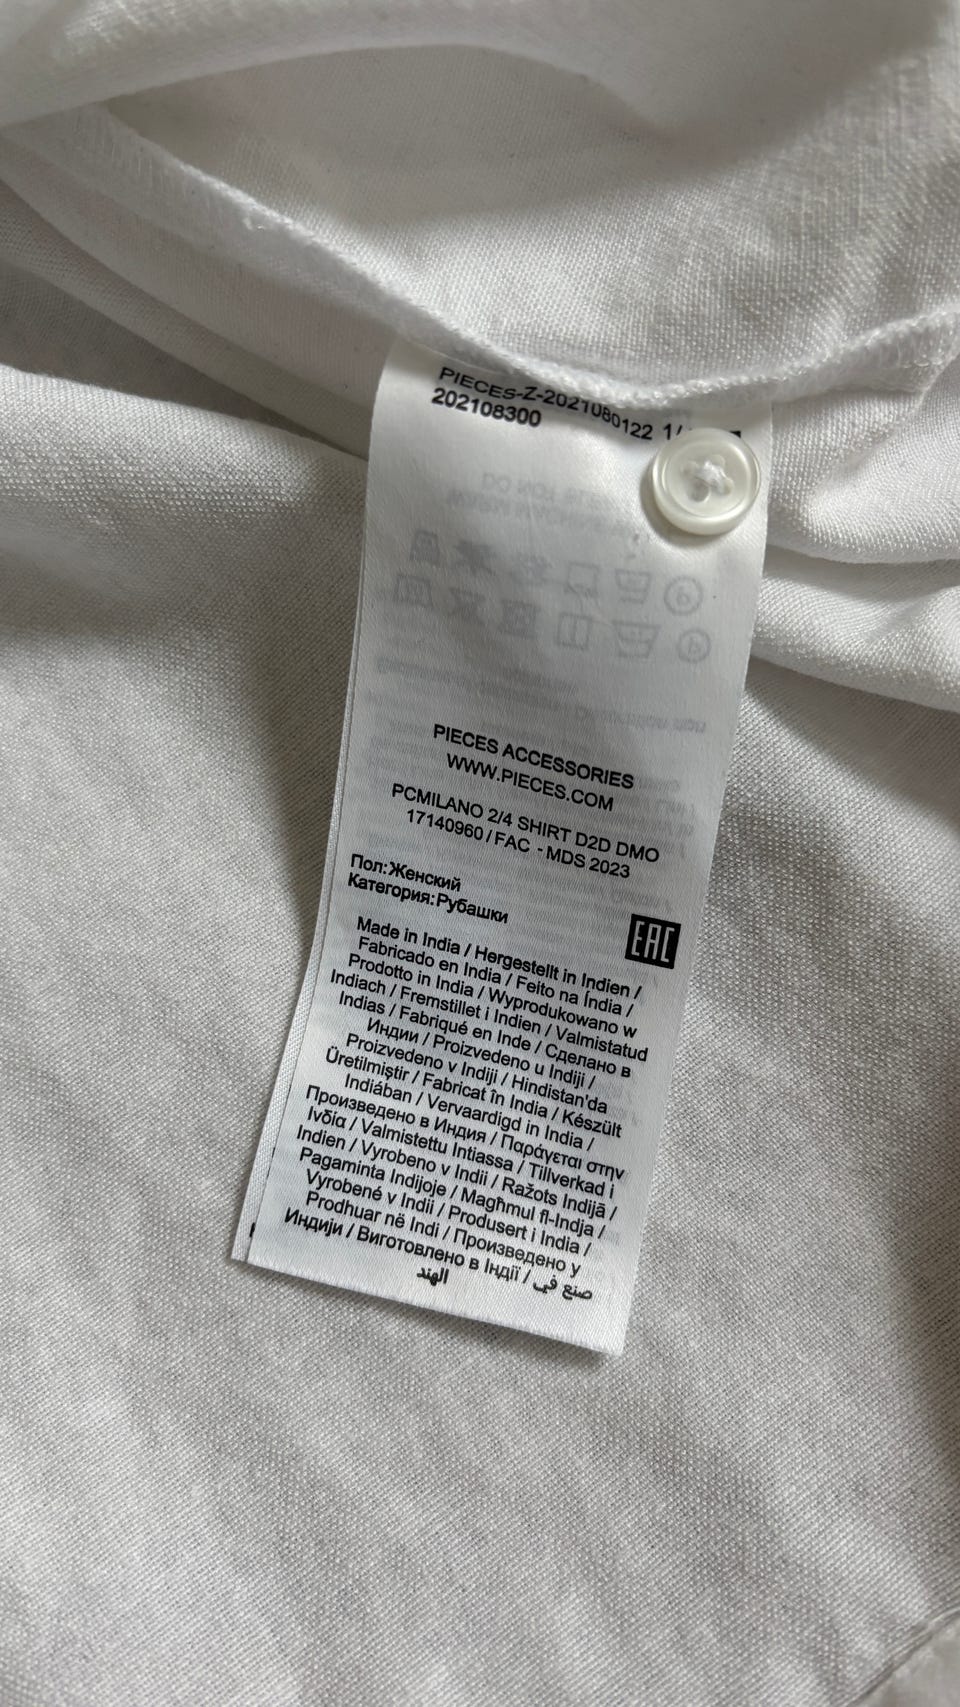 PIECES-Z-2021080122 1/
202108300
PIECES ACCESSORIES
WWW.PIECES.COM
PCMILANO 2/4 SHIRT D2D DMO
17140960 / FAC - MDS 2023
Пол:Женский
Категория:Рубашки
EAC
Made in India / Hergestellt in Indien /
Fabricado en India / Feito na Índia /
Prodotto in India / Wyprodukowano w
Indiach / Fremstillet i Indien / Valmistatud
Indias / Fabriqué en Inde / Сделано в
Индии / Proizvedeno u Indiji /
Proizvedeno v Indiji / Hindistan'da
Üretilmiştir / Fabricat în India / Készült
Indiában / Vervaardigd in India /
Произведено в Индия / Παράγεται στην
Ινδία / Valmistettu Intiassa / Tillverkad i
Indien / Vyrobeno v Indii / Ražots Indijā /
Pagaminta Indijoje / Magħmul fl-Indja /
Vyrobené v Indii / Produsert i India /
Prodhuar në Indi / Произведено у
Индији / Виготовлено в Індії / صنع في
الهند